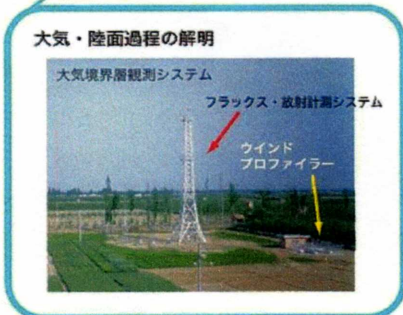 大気・陸面過程の解明
大気境界層観測システム
フラックス・放射計測システム
ウインド
プロファイラー